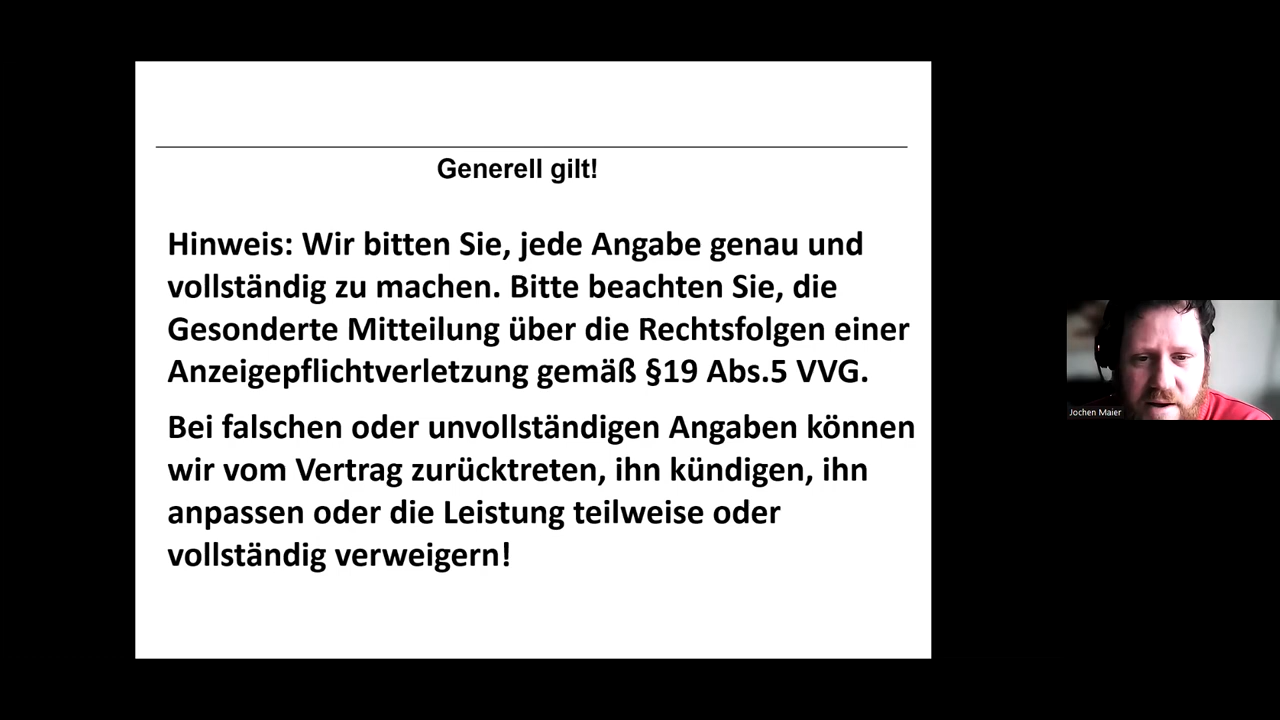 Generell gilt!
Hinweis: Wir bitten Sie, jede Angabe genau und
vollständig zu machen. Bitte beachten Sie, die
Gesonderte Mitteilung über die Rechtsfolgen einer
Anzeigepflichtverletzung gemäß §19 Abs.5 VVG.
Bei falschen oder unvollständigen Angaben können
wir vom Vertrag zurücktreten, ihn kündigen, ihn
anpassen oder die Leistung teilweise oder
vollständig verweigern!
Jochen Maier